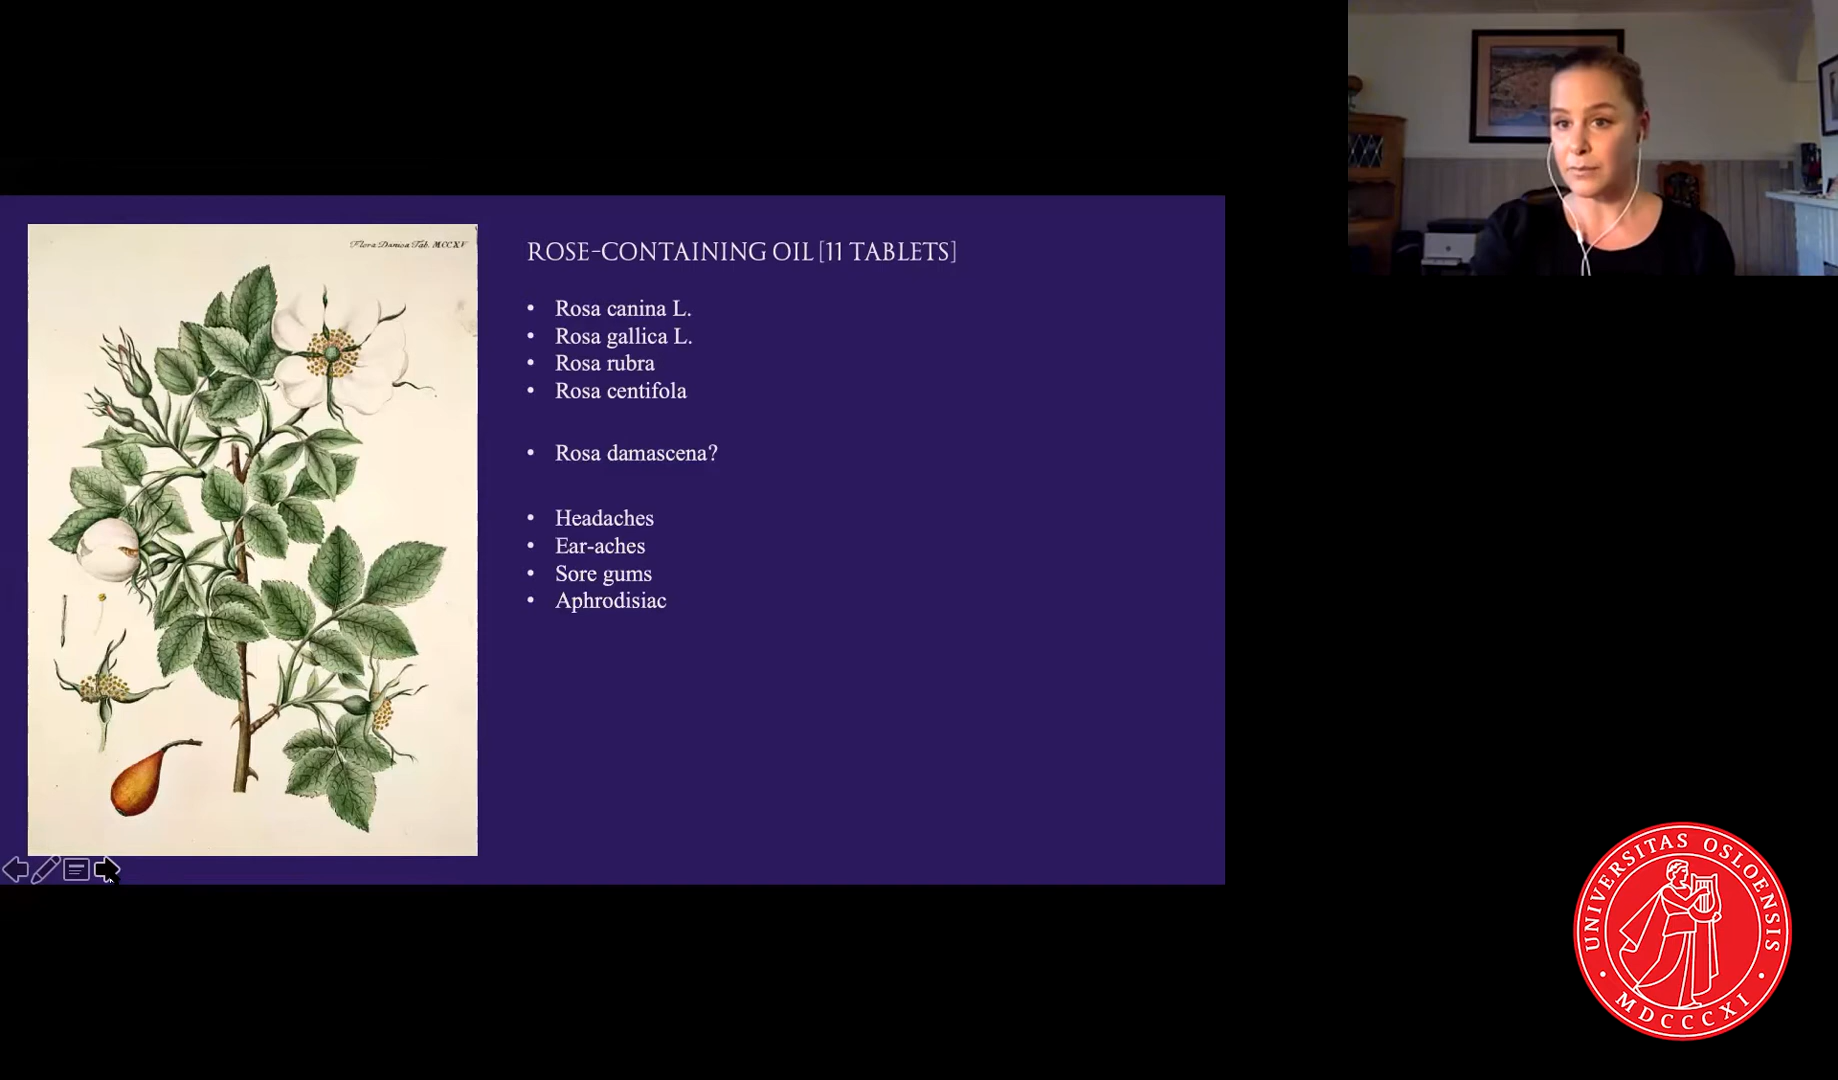 Flora Danica Tab. MCCXV
ROSE-CONTAINING OIL [11 TABLETS]
• Rosa canina L.
• Rosa gallica L.
• Rosa rubra
• Rosa centifola
• Rosa damascena?
• Headaches
• Ear-aches
• Sore gums
• Aphrodisiac
UNIVERSITAS OSLOENSIS
• MDCCCXI •